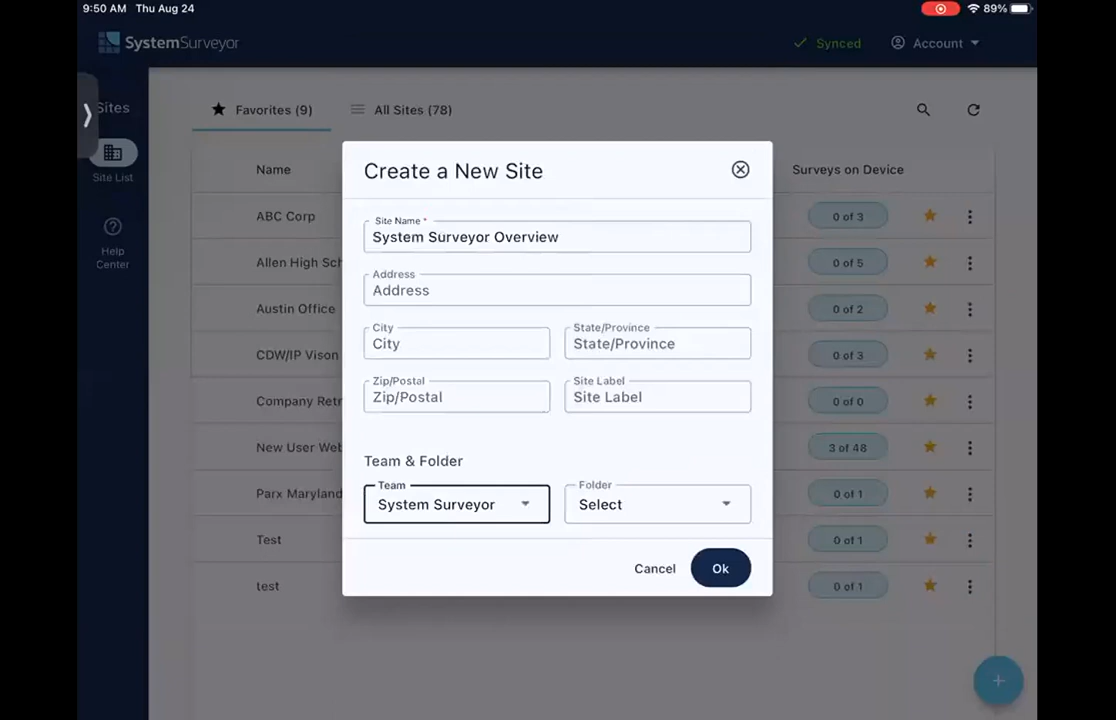 9:50 AM Thu Aug 24
89%
SystemSurveyor
Synced
Account
Sites
Site List
Help
Center
Favorites (9)
All Sites (78)
Name
Surveys on Device
ABC Corp
0 of 3
Allen High Sch
0 of 5
Austin Office
0 of 2
CDW/IP Vison
0 of 3
Company Ret
0 of 0
New User Web
3 of 48
Parx Maryland
0 of 1
Test
0 of 1
test
0 of 1
Create a New Site
Site Name *
System Surveyor Overview
Address
Address
City
City
State/Province
State/Province
Zip/Postal
Zip/Postal
Site Label
Site Label
Team & Folder
Team
System Surveyor
Folder
Select
Cancel
Ok